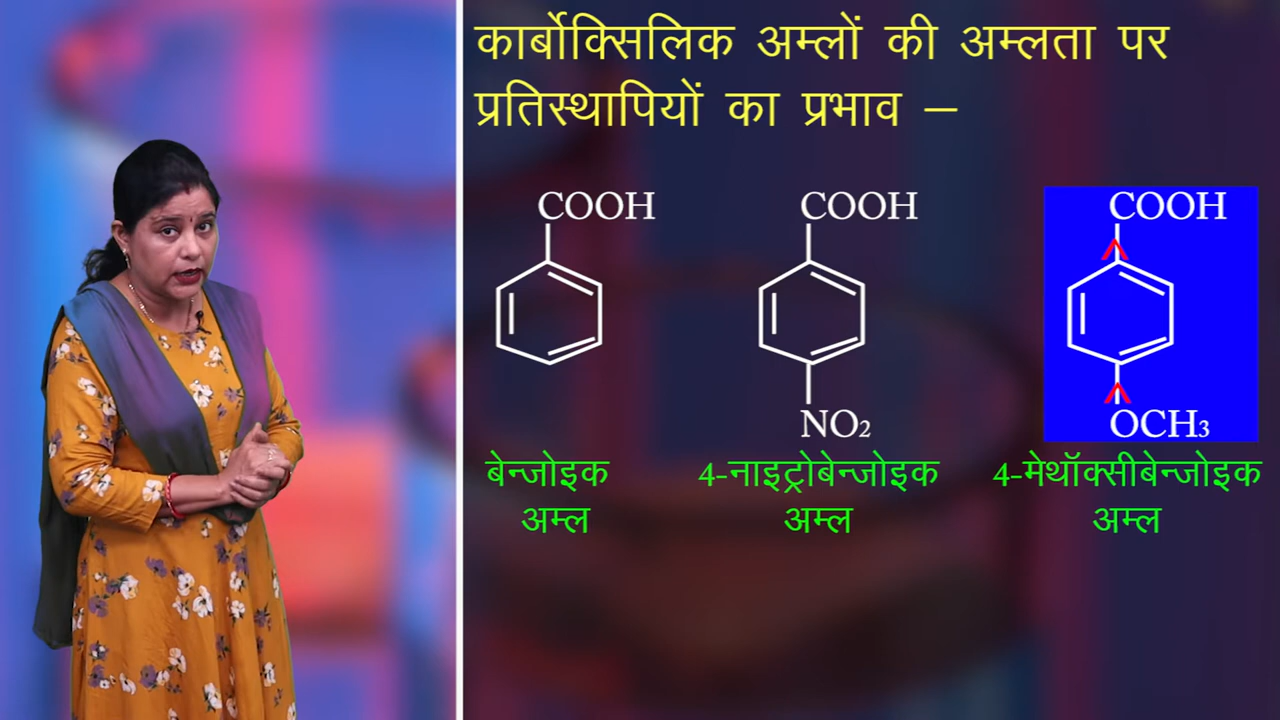 कार्बोक्सिलिक अम्लों की अम्लता पर
प्रतिस्थापियों का प्रभाव –
COOH
COOH
COOH
NO₂
OCH₃
बेन्जोइक
अम्ल
4-नाइट्रोबेन्जोइक
अम्ल
4-मेथॉक्सीबेन्जोइक
अम्ल